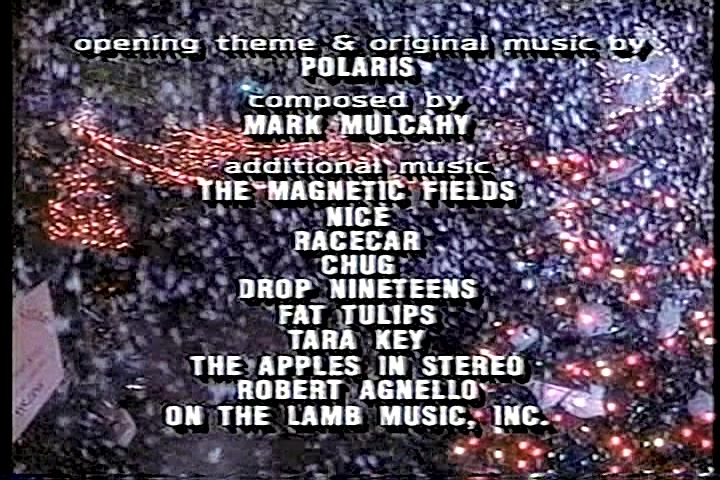 opening theme & original music by
POLARIS
composed by
MARK MULCAHY
additional music
THE MAGNETIC FIELDS
NICE
RACECAR
CHUG
DROP NINETEENS
FAT TULIPS
TARA KEY
THE APPLES IN STEREO
ROBERT AGNELLO
ON THE LAMB MUSIC, INC.